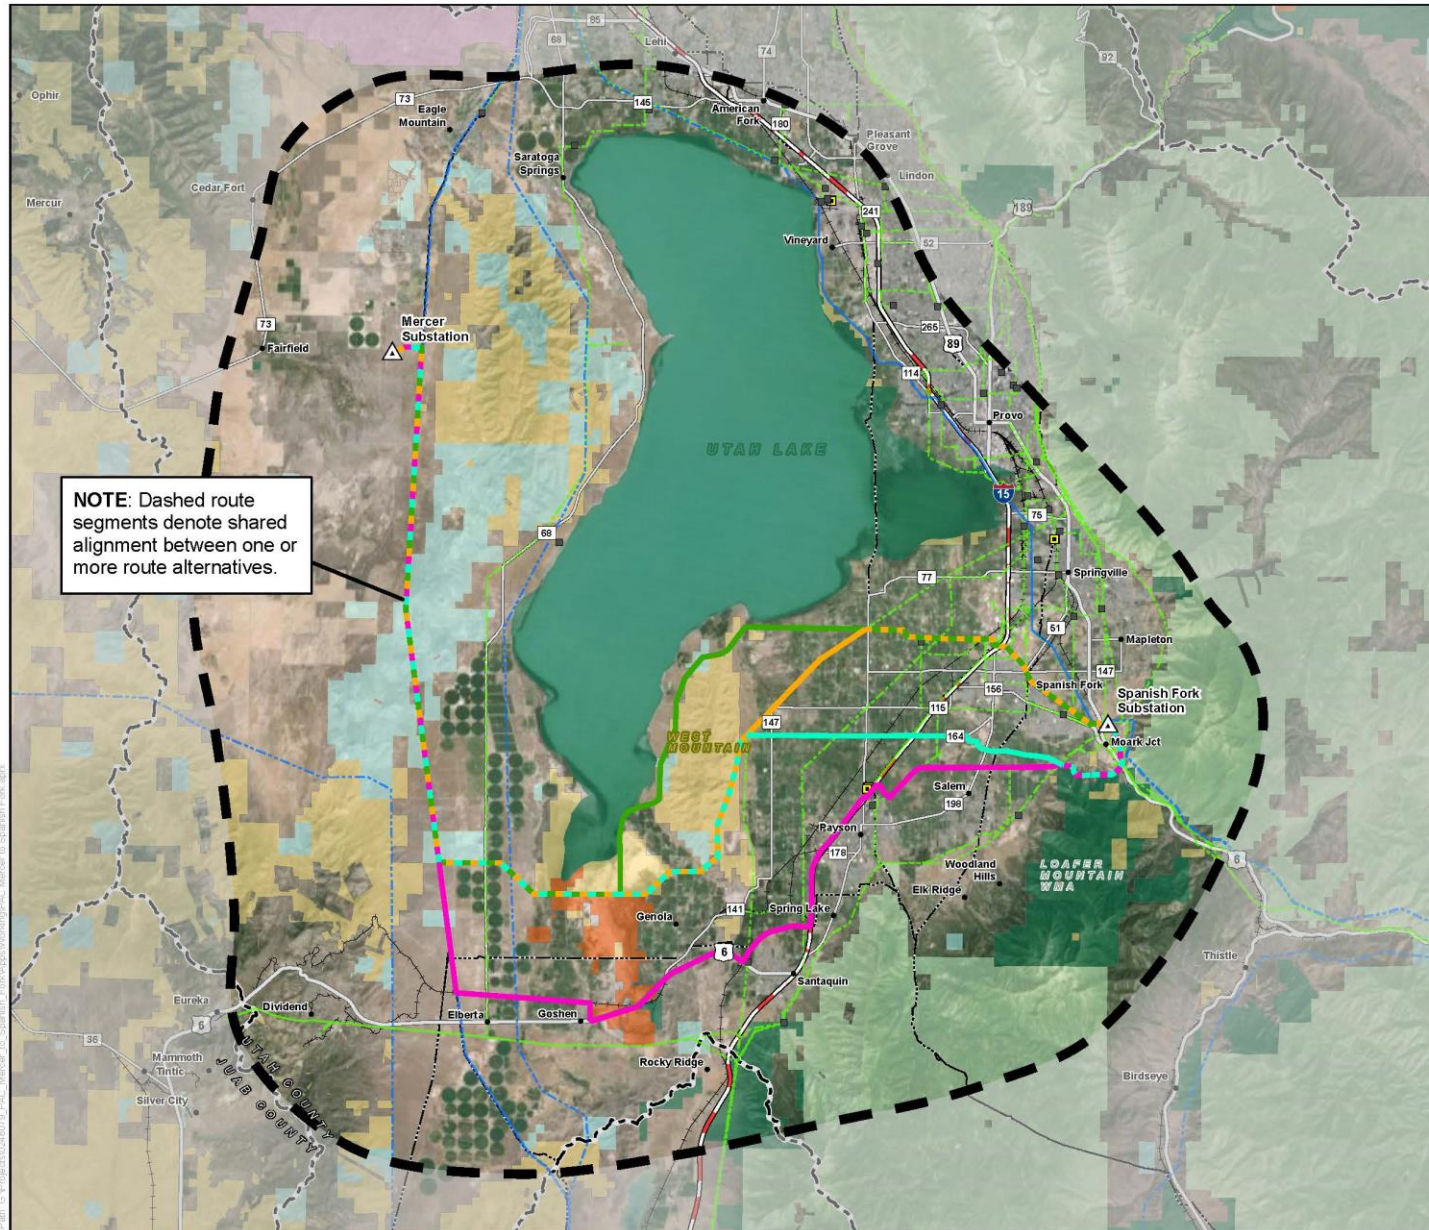 85
68
Lehi
74
92
Ophir
73
Eagle
Mountain
145
American
Fork
180
Pleasant
Grove
Saratoga
Springs
Lindon
Cedar Fort
Mercur
189
241
Vineyard
52
73
Fairfield
Mercer
Substation
265
89
114
Provo
UTAH LAKE
NOTE: Dashed route
segments denote shared
alignment between one or
more route alternatives.
15
75
68
77
Springville
51
Mapleton
147
Spanish Fork
156
Spanish Fork
Substation
115
147
WEST
MOUNTAIN
164
Moark Jct
Salem
198
Payson
178
6
Woodland
Hills
LOAFER
MOUNTAIN
WMA
Elk Ridge
141
Spring Lake
Genola
6
Thistle
Santaquin
Eureka
Dividend
Elberta
Goshen
6
36
UTAH COUNTY
JUAB COUNTY
Mammoth
Tintic
Rocky Ridge
Birdseye
Silver City